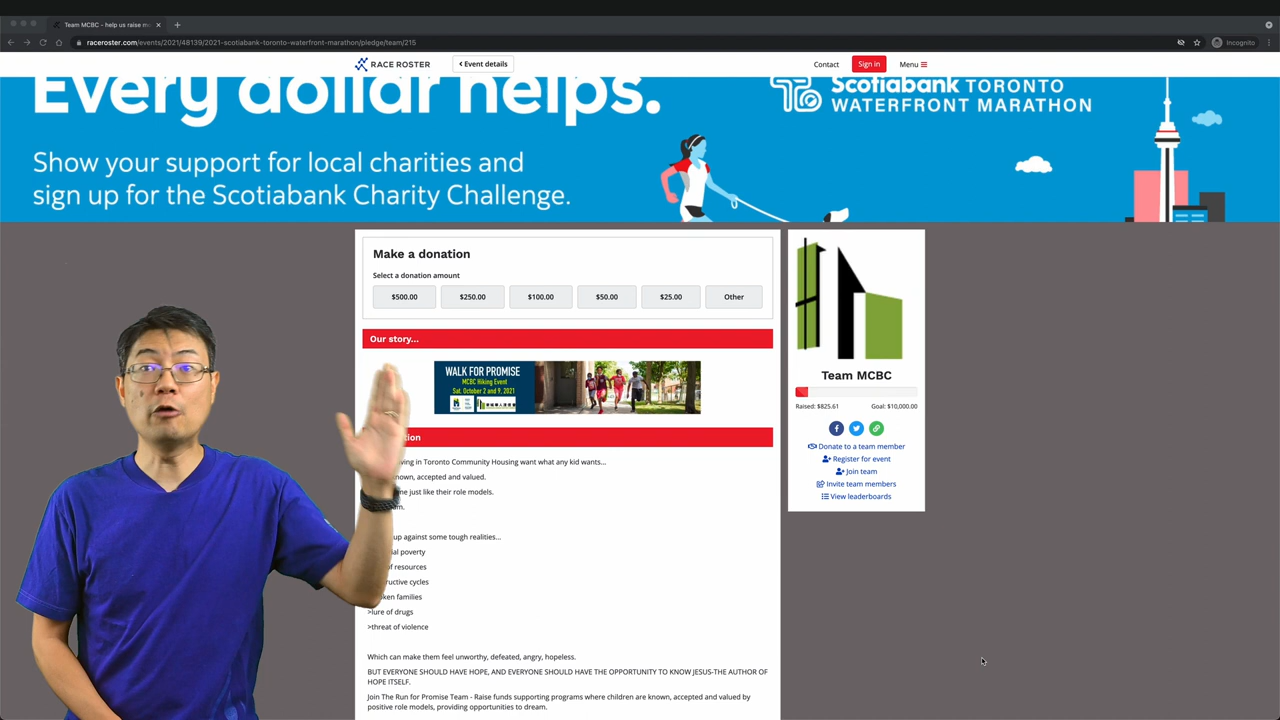 Team MCBC - help us raise m
raceroster.com/events/2021/48139/2021-scotiabank-toronto-waterfront-marathon/pledge/team/215
Incognito
RACE ROSTER
Event details
Contact
Sign in
Menu
Every dollar helps.
Scotiabank TORONTO
WATERFRONT MARATHON
Show your support for local charities and
sign up for the Scotiabank Charity Challenge.
Make a donation
Select a donation amount
$500.00
$250.00
$100.00
$50.00
$25.00
Other
Our story...
WALK FOR PROMISE
MCBC Hiking Event
Sat. October 2 and 9, 2021
ving in Toronto Community Housing want what any kid wants...
nown, accepted and valued.
me just like their role models.
up against some tough realities...
ial poverty
of resources
uctive cycles
ken families
>lure of drugs
>threat of violence
Which can make them feel unworthy, defeated, angry, hopeless.
BUT EVERYONE SHOULD HAVE HOPE, AND EVERYONE SHOULD HAVE THE OPPORTUNITY TO KNOW JESUS-THE AUTHOR OF
HOPE ITSELF.
Join The Run for Promise Team - Raise funds supporting programs where children are known, accepted and valued by
positive role models, providing opportunities to dream.
Team MCBC
Raised: $825.61 Goal: $10,000.00
Donate to a team member
Register for event
Join team
Invite team members
View leaderboards